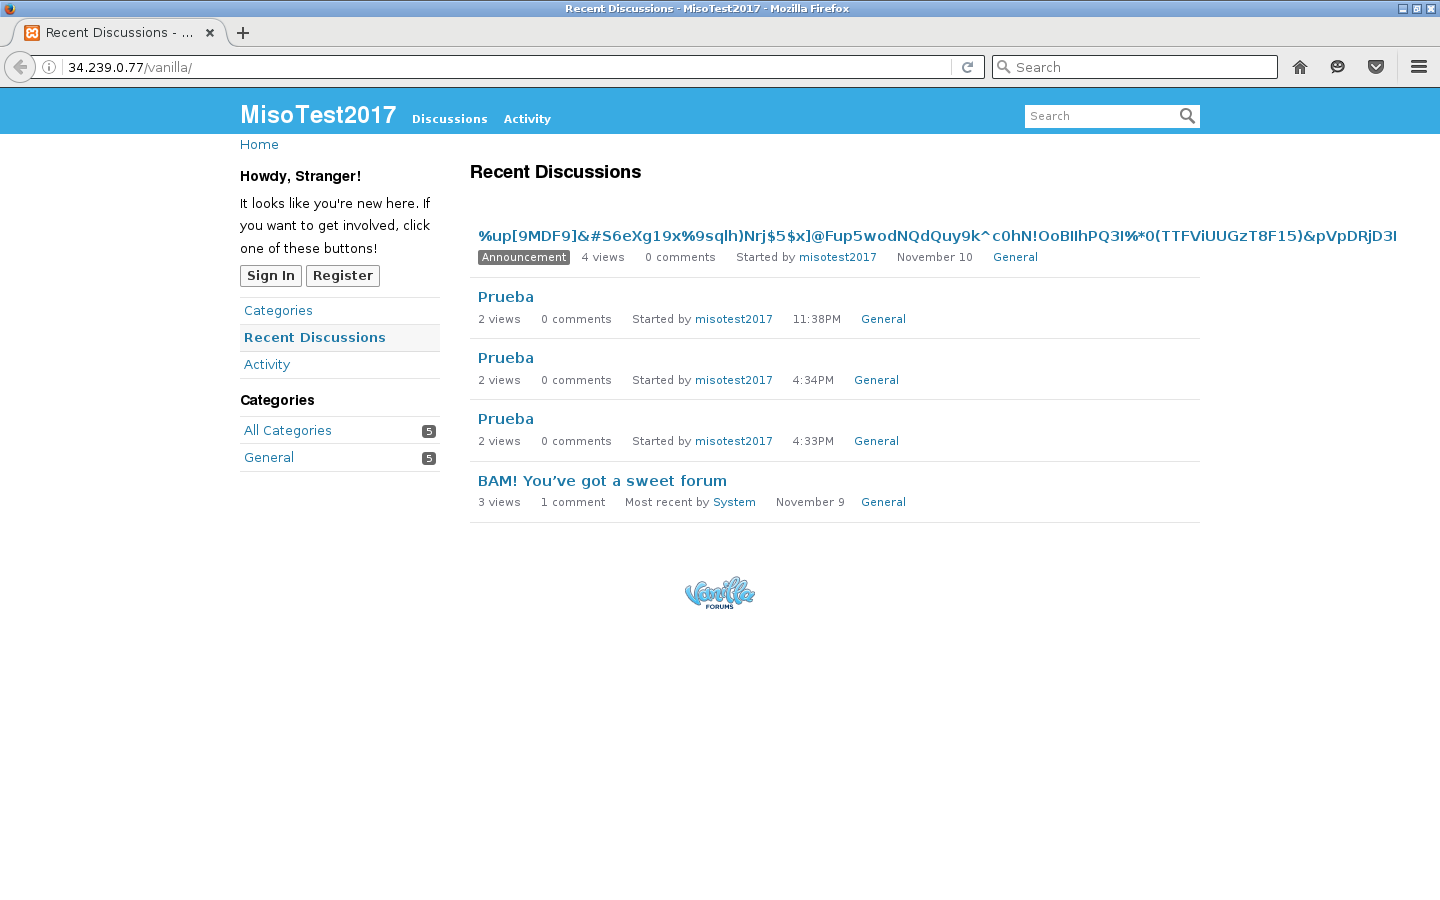 Recent Discussions - MisoTest2017 - Mozilla Firefox
Recent Discussions - ...
34.239.0.77/vanilla/
Search
MisoTest2017 Discussions Activity
Search
Home
Howdy, Stranger!
It looks like you're new here. If
you want to get involved, click
one of these buttons!
Sign In Register
Categories
Recent Discussions
Activity
Categories
All Categories 5
General 5
Recent Discussions
%up[9MDF9]&#S6eXg19x%9sqlh)Nrj$5$x]@Fup5wodNQdQuy9k^c0hN!OoBIIhPQ3I%*0(TTFViUUGzT8F15)&pVpDRjD3I
Announcement 4 views 0 comments Started by misotest2017 November 10 General
Prueba
2 views 0 comments Started by misotest2017 11:38PM General
Prueba
2 views 0 comments Started by misotest2017 4:34PM General
Prueba
2 views 0 comments Started by misotest2017 4:33PM General
BAM! You’ve got a sweet forum
3 views 1 comment Most recent by System November 9 General
Vanilla
FORUMS